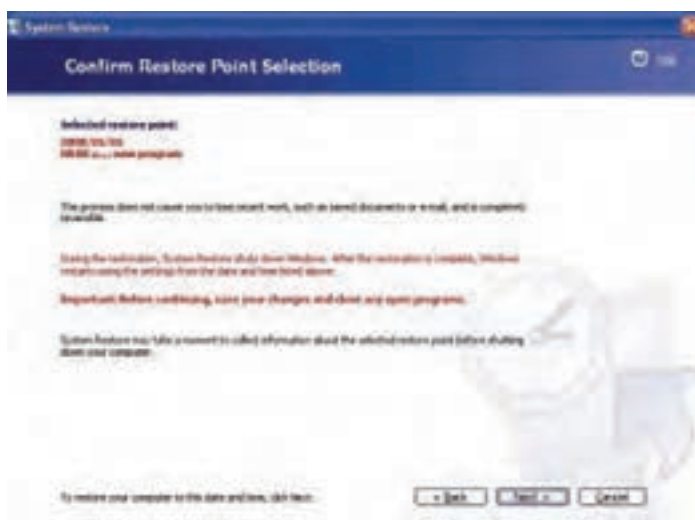 System Restore
Confirm Restore Point Selection
Selected restore point:
new program
This process does not cause you to lose recent work, such as saved documents or e-mail, and is completely
reversible.
During the restoration, System Restore shuts down Windows. After the restoration is complete, Windows
restarts using the settings from the date and time listed above.
Important: Before continuing, save your changes and close any open programs.
System Restore may take a moment to collect information about the selected restore point before shutting
down your computer.
To restore your computer to this date and time, click Next.
< Back
Next >
Cancel